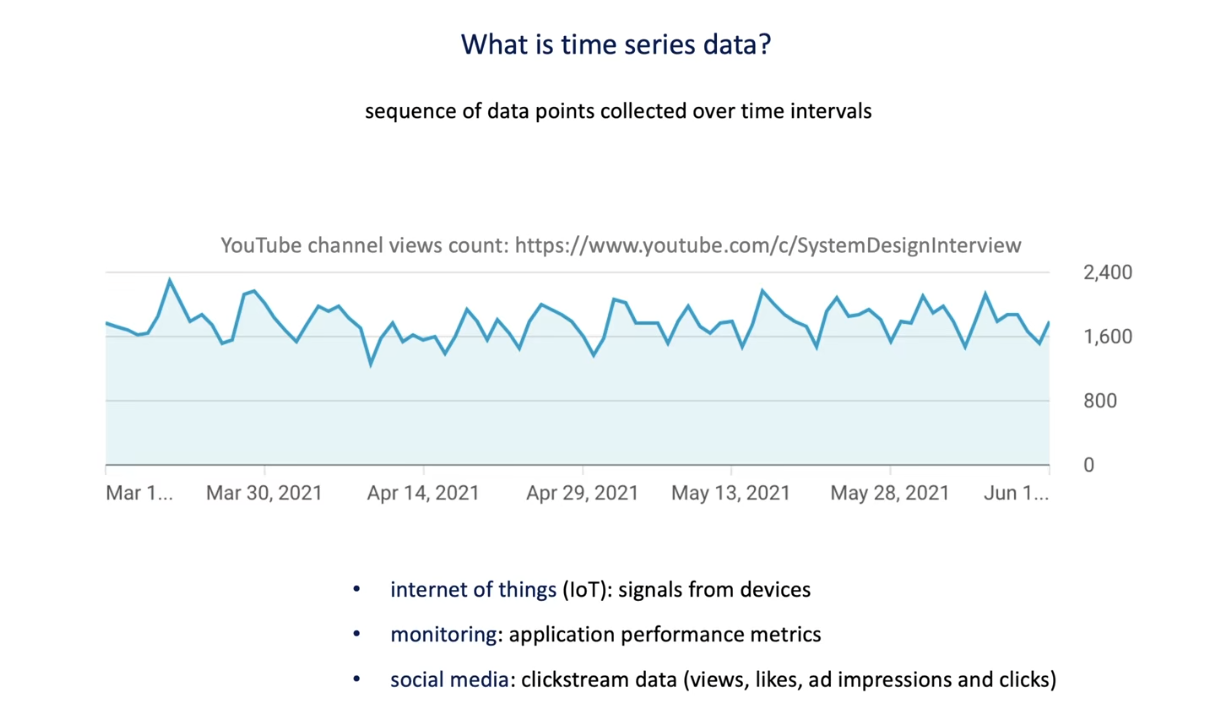 What is time series data?
sequence of data points collected over time intervals
YouTube channel views count: https://www.youtube.com/c/SystemDesignInterview
2,400
1,600
800
0
Mar 1... Mar 30, 2021 Apr 14, 2021 Apr 29, 2021 May 13, 2021 May 28, 2021 Jun 1...
• internet of things (IoT): signals from devices
• monitoring: application performance metrics
• social media: clickstream data (views, likes, ad impressions and clicks)